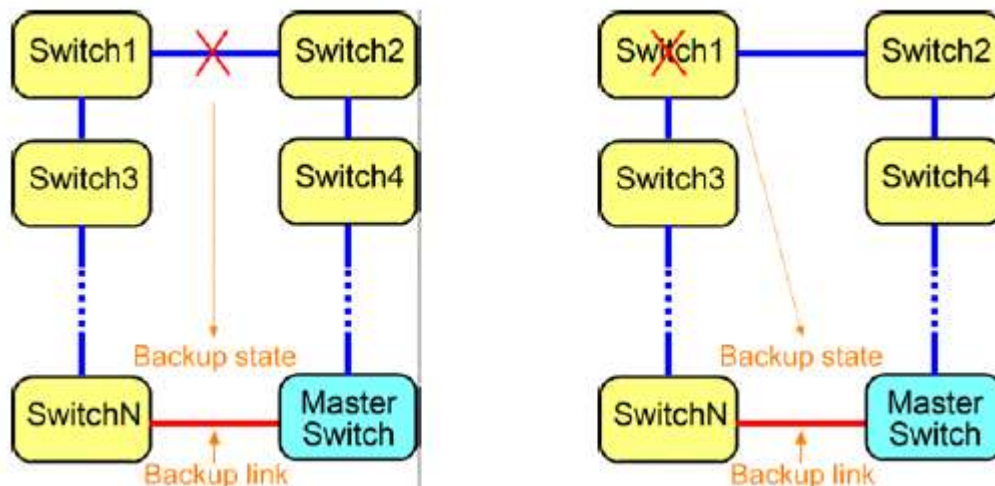 Switch1
Switch2
Switch3
Switch4
Backup state
SwitchN
Master
Switch
Backup link
Switch1
Switch2
Switch3
Switch4
Backup state
SwitchN
Master
Switch
Backup link